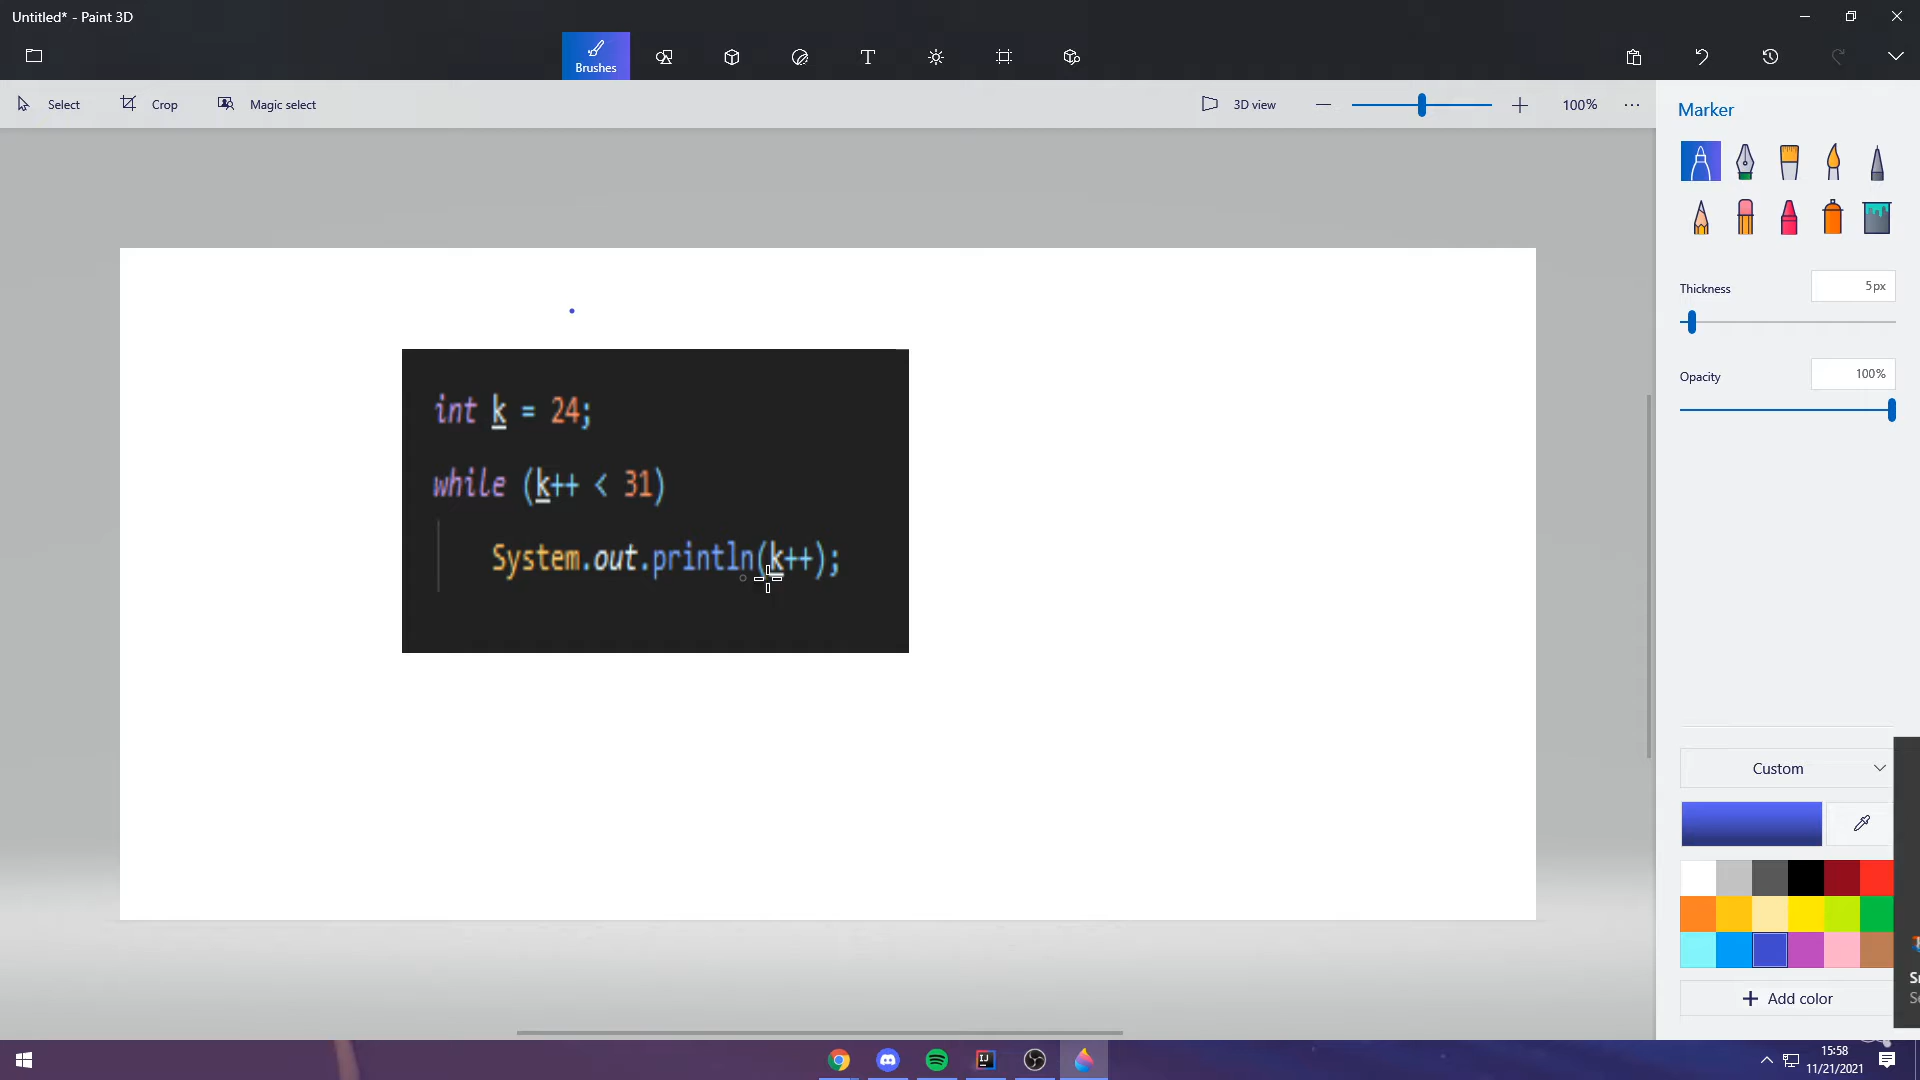 Untitled* - Paint 3D
Brushes
Select
Crop
Magic select
3D view
100%
Marker
Thickness
5px
Opacity
100%
int k = 24;
while (k++ < 31)
System.out.println(k++);
Custom
Add color
15:58
11/21/2021